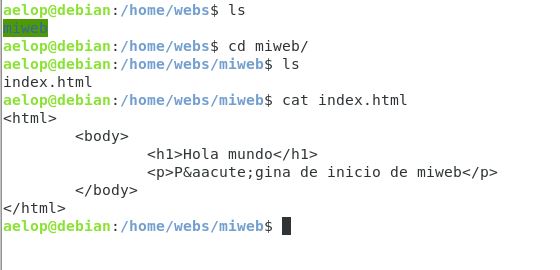 aelop@debian:/home/webs$ ls
miweb
aelop@debian:/home/webs$ cd miweb/
aelop@debian:/home/webs/miweb$ ls
index.html
aelop@debian:/home/webs/miweb$ cat index.html
<html>
        <body>
                <h1>Hola mundo</h1>
                <p>P&aacute;gina de inicio de miweb</p>
        </body>
</html>
aelop@debian:/home/webs/miweb$